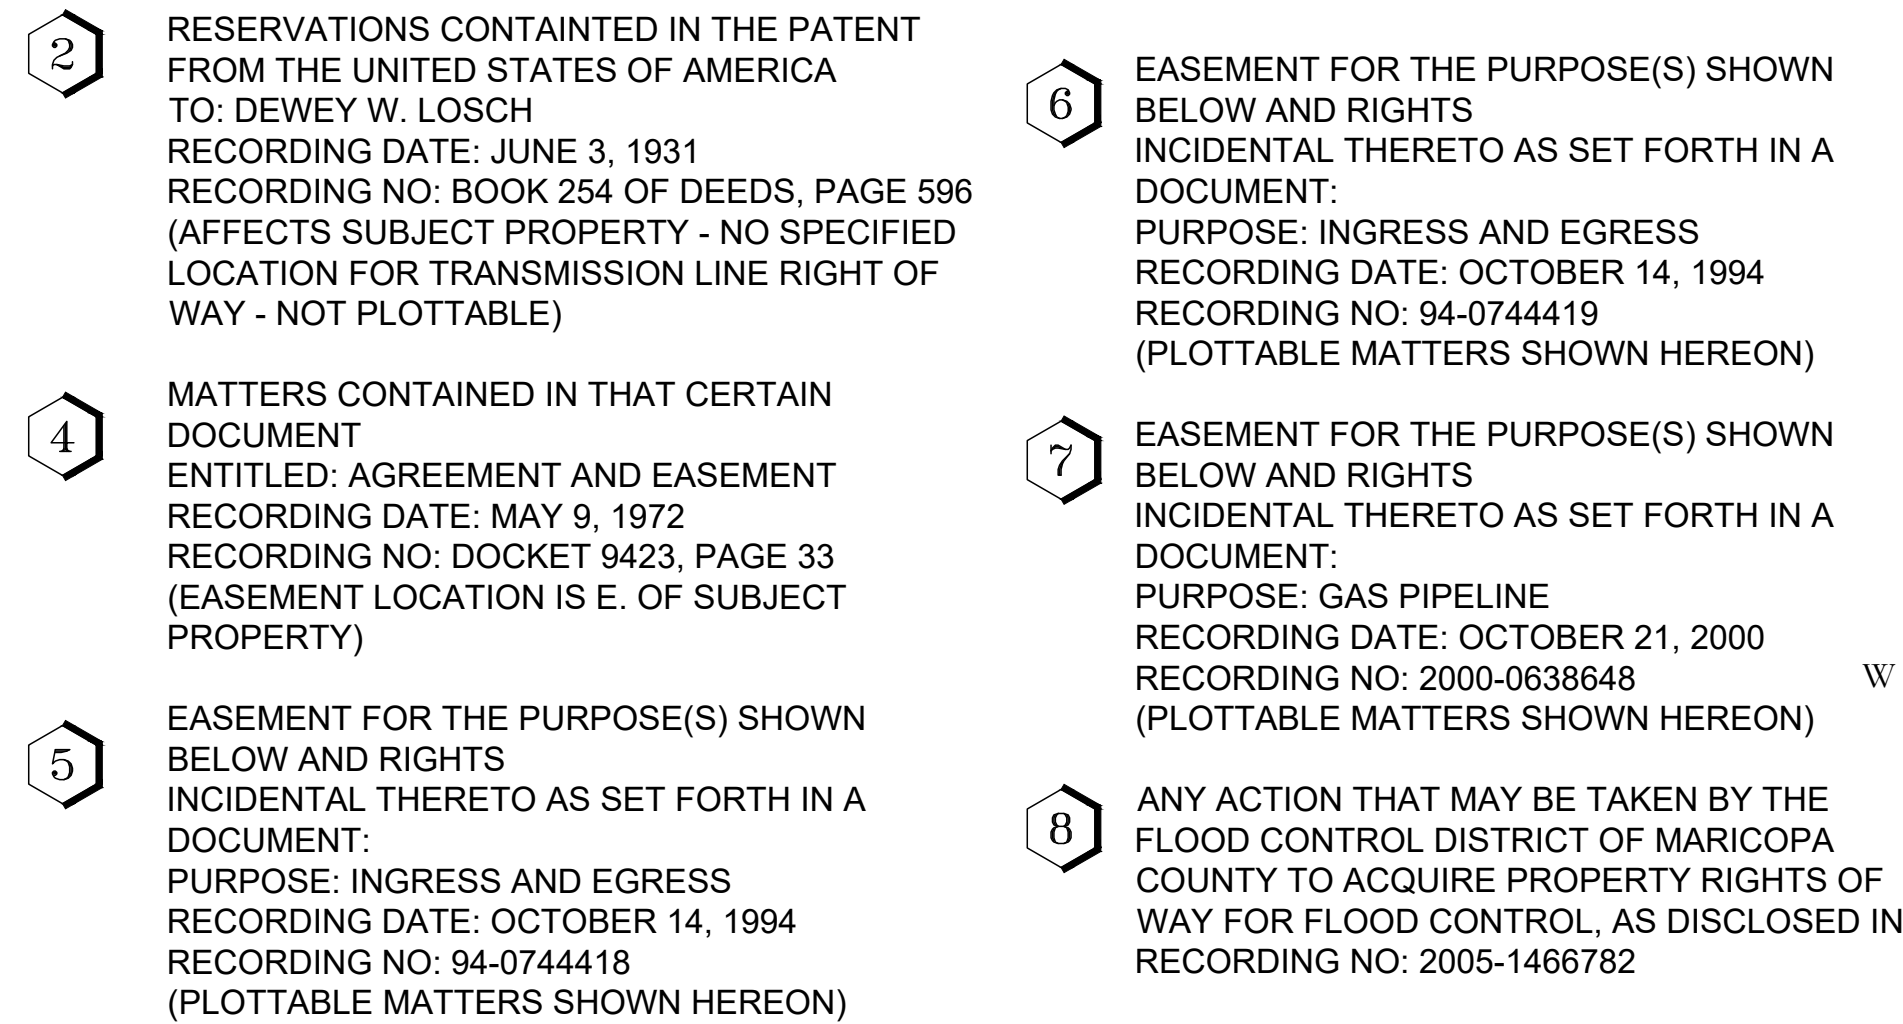 2
RESERVATIONS CONTAINTED IN THE PATENT
FROM THE UNITED STATES OF AMERICA
TO: DEWEY W. LOSCH
RECORDING DATE: JUNE 3, 1931
RECORDING NO: BOOK 254 OF DEEDS, PAGE 596
(AFFECTS SUBJECT PROPERTY - NO SPECIFIED
LOCATION FOR TRANSMISSION LINE RIGHT OF
WAY - NOT PLOTTABLE)
4
MATTERS CONTAINED IN THAT CERTAIN
DOCUMENT
ENTITLED: AGREEMENT AND EASEMENT
RECORDING DATE: MAY 9, 1972
RECORDING NO: DOCKET 9423, PAGE 33
(EASEMENT LOCATION IS E. OF SUBJECT
PROPERTY)
5
EASEMENT FOR THE PURPOSE(S) SHOWN
BELOW AND RIGHTS
INCIDENTAL THERETO AS SET FORTH IN A
DOCUMENT:
PURPOSE: INGRESS AND EGRESS
RECORDING DATE: OCTOBER 14, 1994
RECORDING NO: 94-0744418
(PLOTTABLE MATTERS SHOWN HEREON)
6
EASEMENT FOR THE PURPOSE(S) SHOWN
BELOW AND RIGHTS
INCIDENTAL THERETO AS SET FORTH IN A
DOCUMENT:
PURPOSE: INGRESS AND EGRESS
RECORDING DATE: OCTOBER 14, 1994
RECORDING NO: 94-0744419
(PLOTTABLE MATTERS SHOWN HEREON)
7
EASEMENT FOR THE PURPOSE(S) SHOWN
BELOW AND RIGHTS
INCIDENTAL THERETO AS SET FORTH IN A
DOCUMENT:
PURPOSE: GAS PIPELINE
RECORDING DATE: OCTOBER 21, 2000
RECORDING NO: 2000-0638648
(PLOTTABLE MATTERS SHOWN HEREON)
W
8
ANY ACTION THAT MAY BE TAKEN BY THE
FLOOD CONTROL DISTRICT OF MARICOPA
COUNTY TO ACQUIRE PROPERTY RIGHTS OF
WAY FOR FLOOD CONTROL, AS DISCLOSED IN
RECORDING NO: 2005-1466782